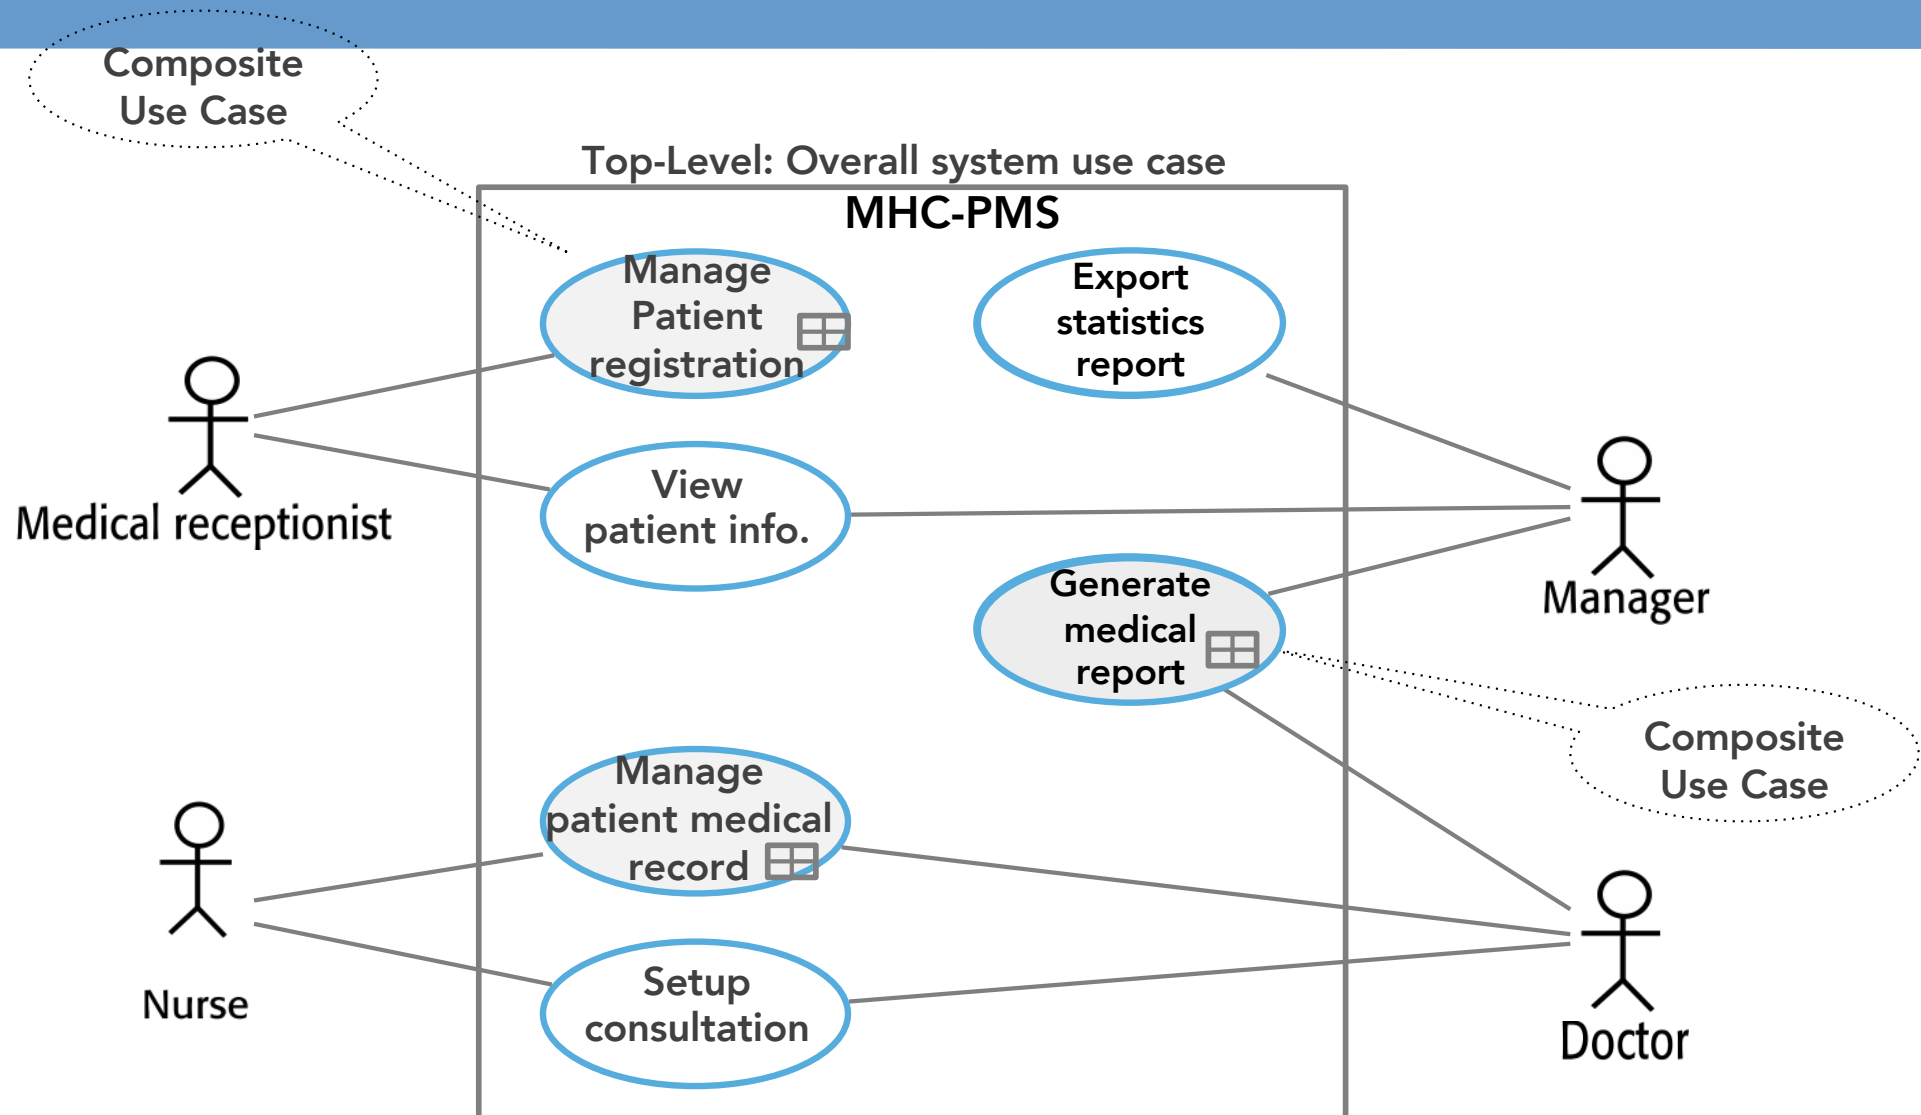 Composite
Use Case
Top-Level: Overall system use case
MHC-PMS
Manage
Patient
registration
Export
statistics
report
Medical receptionist
View
patient info.
Manager
Generate
medical
report
Composite
Use Case
Manage
patient medical
record
Nurse
Setup
consultation
Doctor